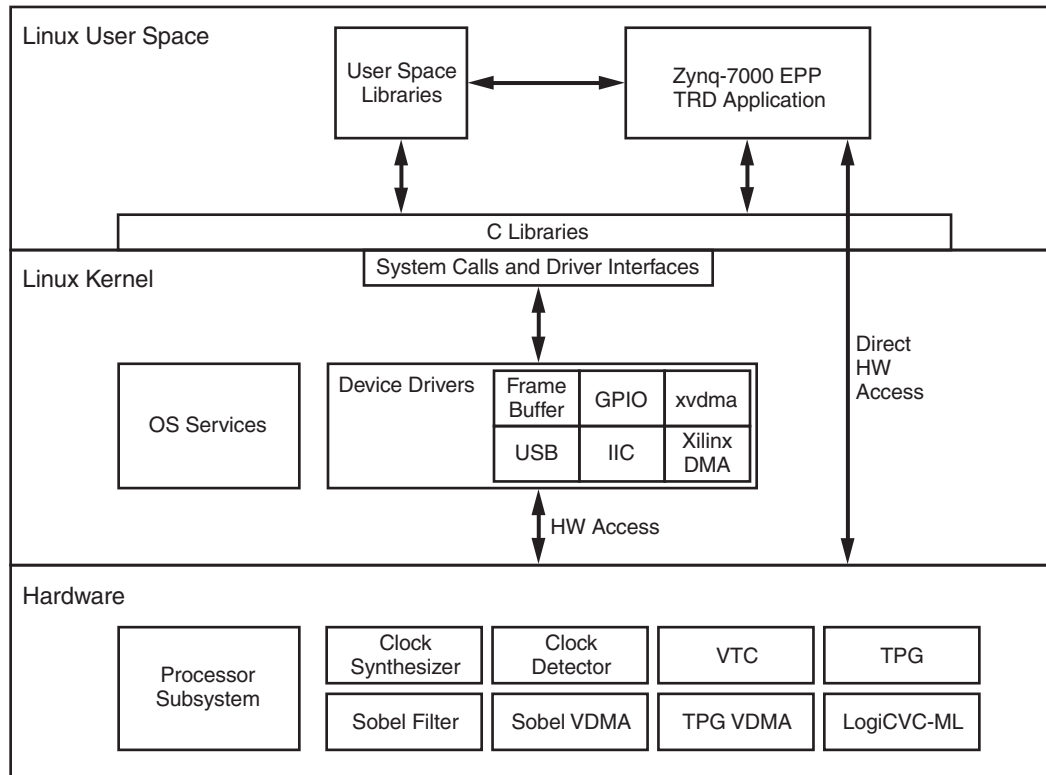 Linux User Space
User Space
Libraries
Zynq-7000 EPP
TRD Application
C Libraries
System Calls and Driver Interfaces
Linux Kernel
Direct
HW
Access
OS Services
Device Drivers
Frame
Buffer
GPIO
xvdma
USB
IIC
Xilinx
DMA
HW Access
Hardware
Processor
Subsystem
Clock
Synthesizer
Clock
Detector
VTC
TPG
Sobel Filter
Sobel VDMA
TPG VDMA
LogiCVC-ML